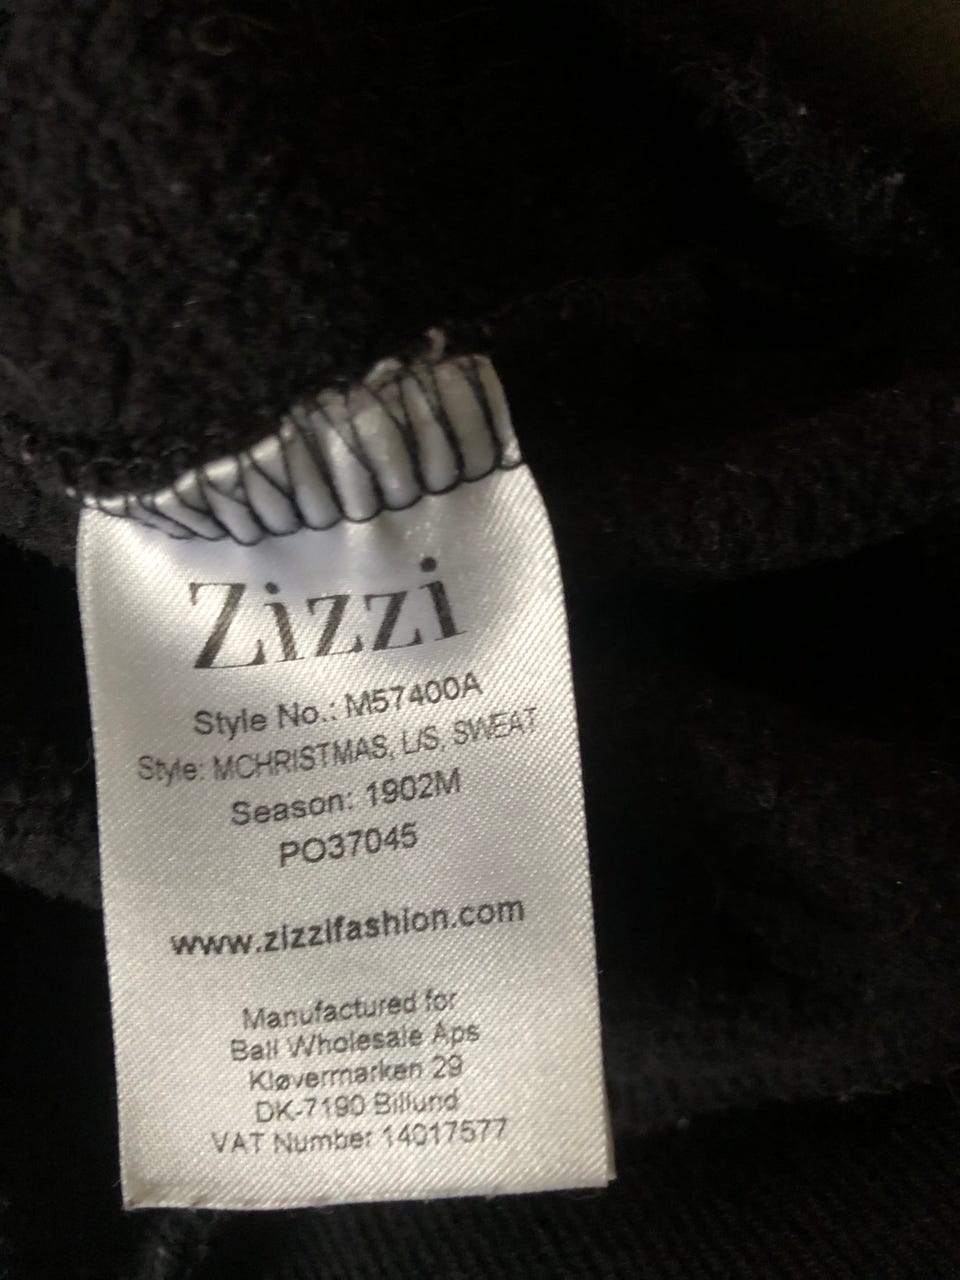 Zizzi
Style No.: M57400A
Style: MCHRISTMAS, L/S, SWEAT
Season: 1902M
PO37045
www.zizzifashion.com
Manufactured for
Ball Wholesale Aps
Kløvermarken 29
DK-7190 Billund
VAT Number 14017577